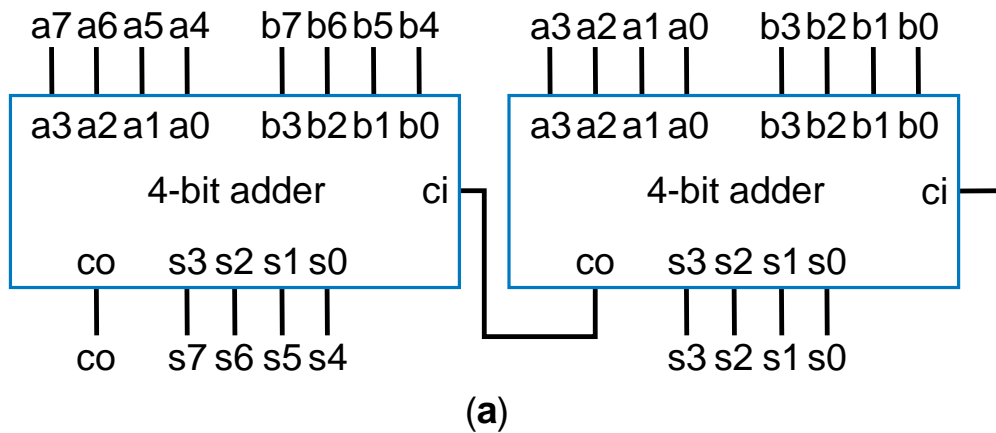 a7 a6 a5 a4 b7 b6 b5 b4 a3 a2 a1 a0 b3 b2 b1 b0
a3 a2 a1 a0 b3 b2 b1 b0 a3 a2 a1 a0 b3 b2 b1 b0
4-bit adder ci 4-bit adder ci
co s3 s2 s1 s0 co s3 s2 s1 s0
co s7 s6 s5 s4 s3 s2 s1 s0
(a)